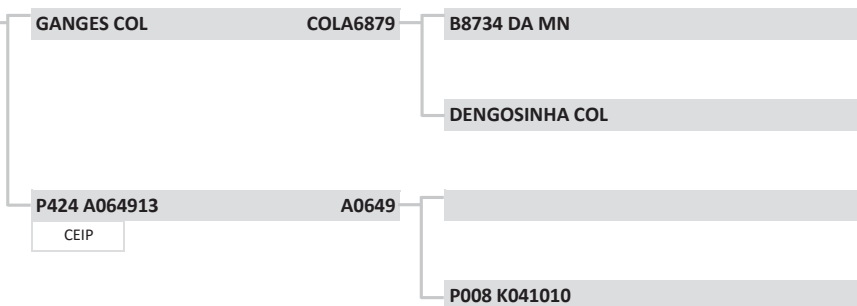 GANGES COL COLA6879
B8734 DA MN
DENGOSINHA COL
P424 A064913 A0649
CEIP
P008 K041010